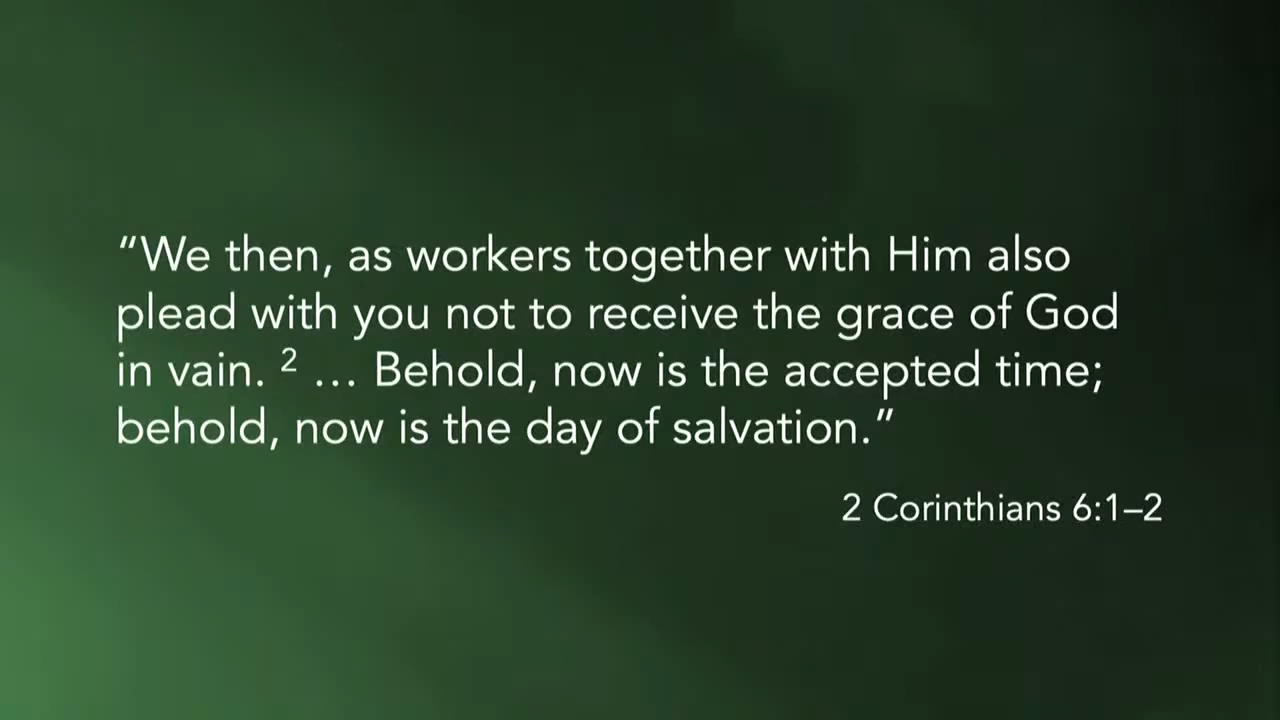 “We then, as workers together with Him also
plead with you not to receive the grace of God
in vain. ² … Behold, now is the accepted time;
behold, now is the day of salvation.”
2 Corinthians 6:1–2